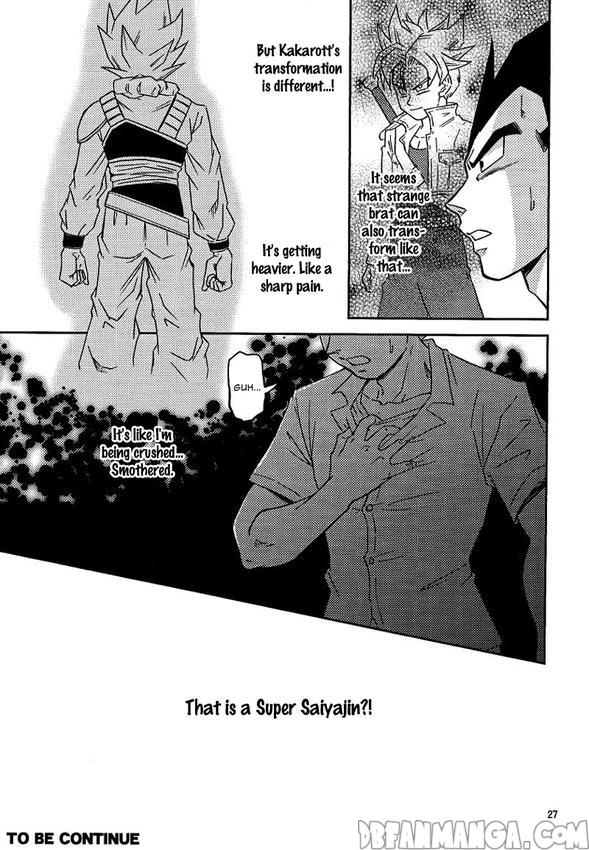 It seems
that strange
brat can
also trans-
form like
that...
But Kakarott's
transformation
is different...!
It's getting
heavier. Like a
sharp pain.
GUH...
It's like I'm
being crushed...
Smothered.
That is a Super Saiyajin?!
27
TO BE CONTINUE
DBFANMANGA.COM